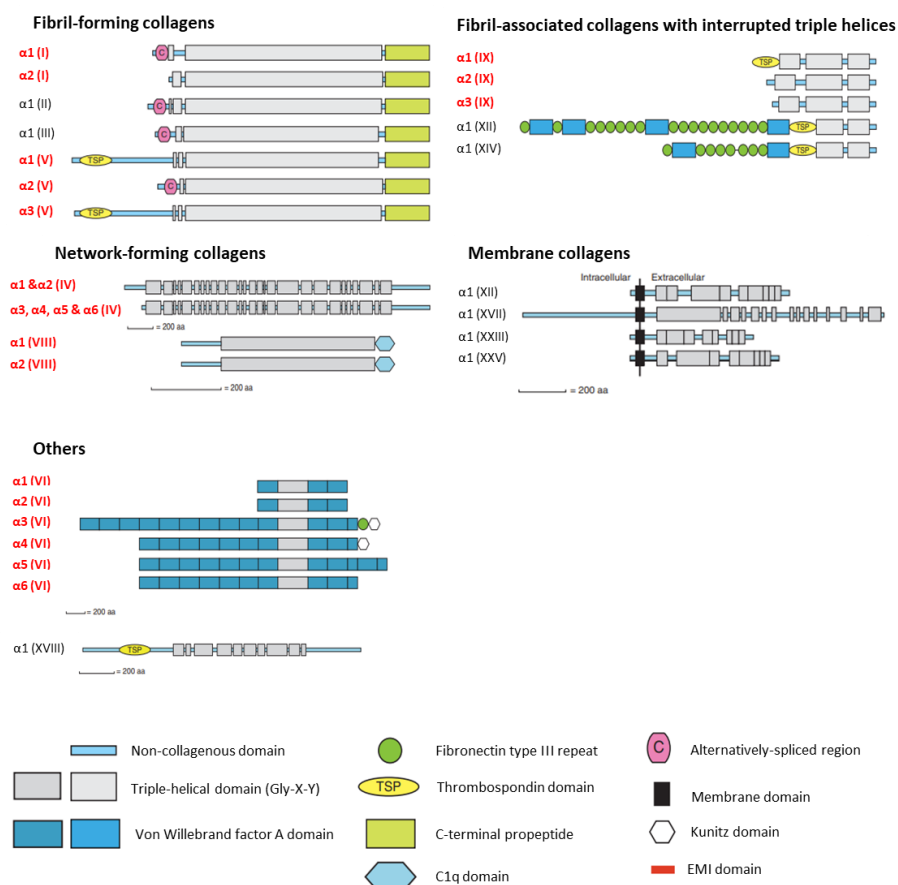 Fibril-forming collagens
α1 (I)
C
α2 (I)
α1 (II)
C
α1 (III)
C
α1 (V)
TSP
α2 (V)
C
α3 (V)
TSP
Fibril-associated collagens with interrupted triple helices
α1 (IX)
TSP
α2 (IX)
α3 (IX)
α1 (XII)
TSP
α1 (XIV)
TSP
Network-forming collagens
α1 &α2 (IV)
α3, α4, α5 & α6 (IV)
= 200 aa
α1 (VIII)
α2 (VIII)
= 200 aa
Membrane collagens
Intracellular Extracellular
α1 (XII)
α1 (XVII)
α1 (XXIII)
α1 (XXV)
= 200 aa
Others
α1 (VI)
α2 (VI)
α3 (VI)
α4 (VI)
α5 (VI)
α6 (VI)
= 200 aa
α1 (XVIII)
TSP
= 200 aa
Non-collagenous domain
Triple-helical domain (Gly-X-Y)
Von Willebrand factor A domain
Fibronectin type III repeat
TSP
Thrombospondin domain
C-terminal propeptide
C1q domain
C
Alternatively-spliced region
Membrane domain
Kunitz domain
EMI domain